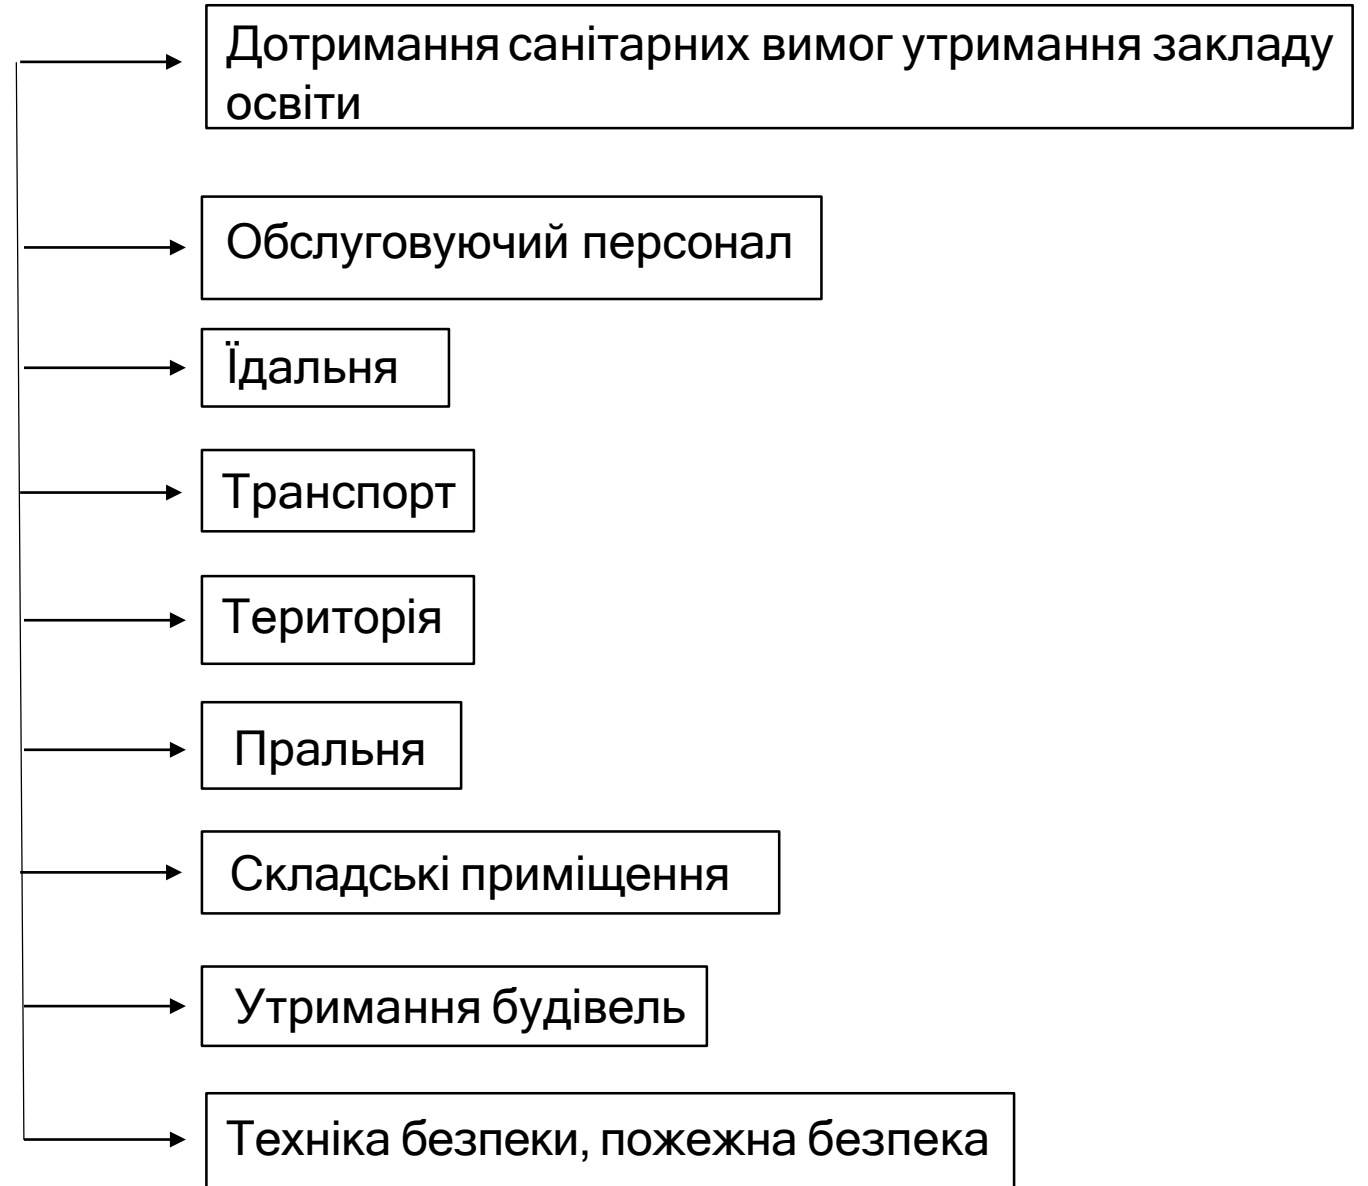 Дотримання санітарних вимог утримання закладу
освіти
Обслуговуючий персонал
Їдальня
Транспорт
Територія
Пральня
Складські приміщення
Утримання будівель
Техніка безпеки, пожежна безпека